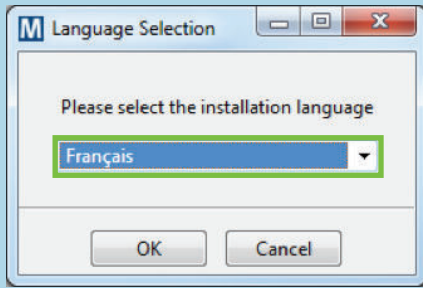 M Language Selection
Please select the installation language
Français
OK
Cancel